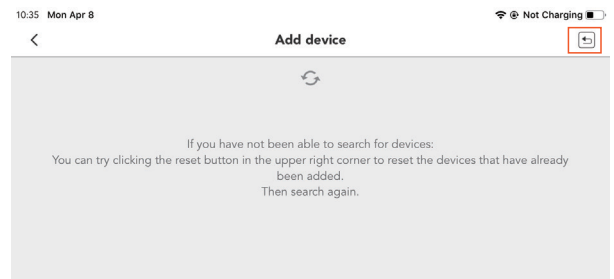 10:35 Mon Apr 8 Not Charging
Add device
If you have not been able to search for devices:
You can try clicking the reset button in the upper right corner to reset the devices that have already
been added.
Then search again.